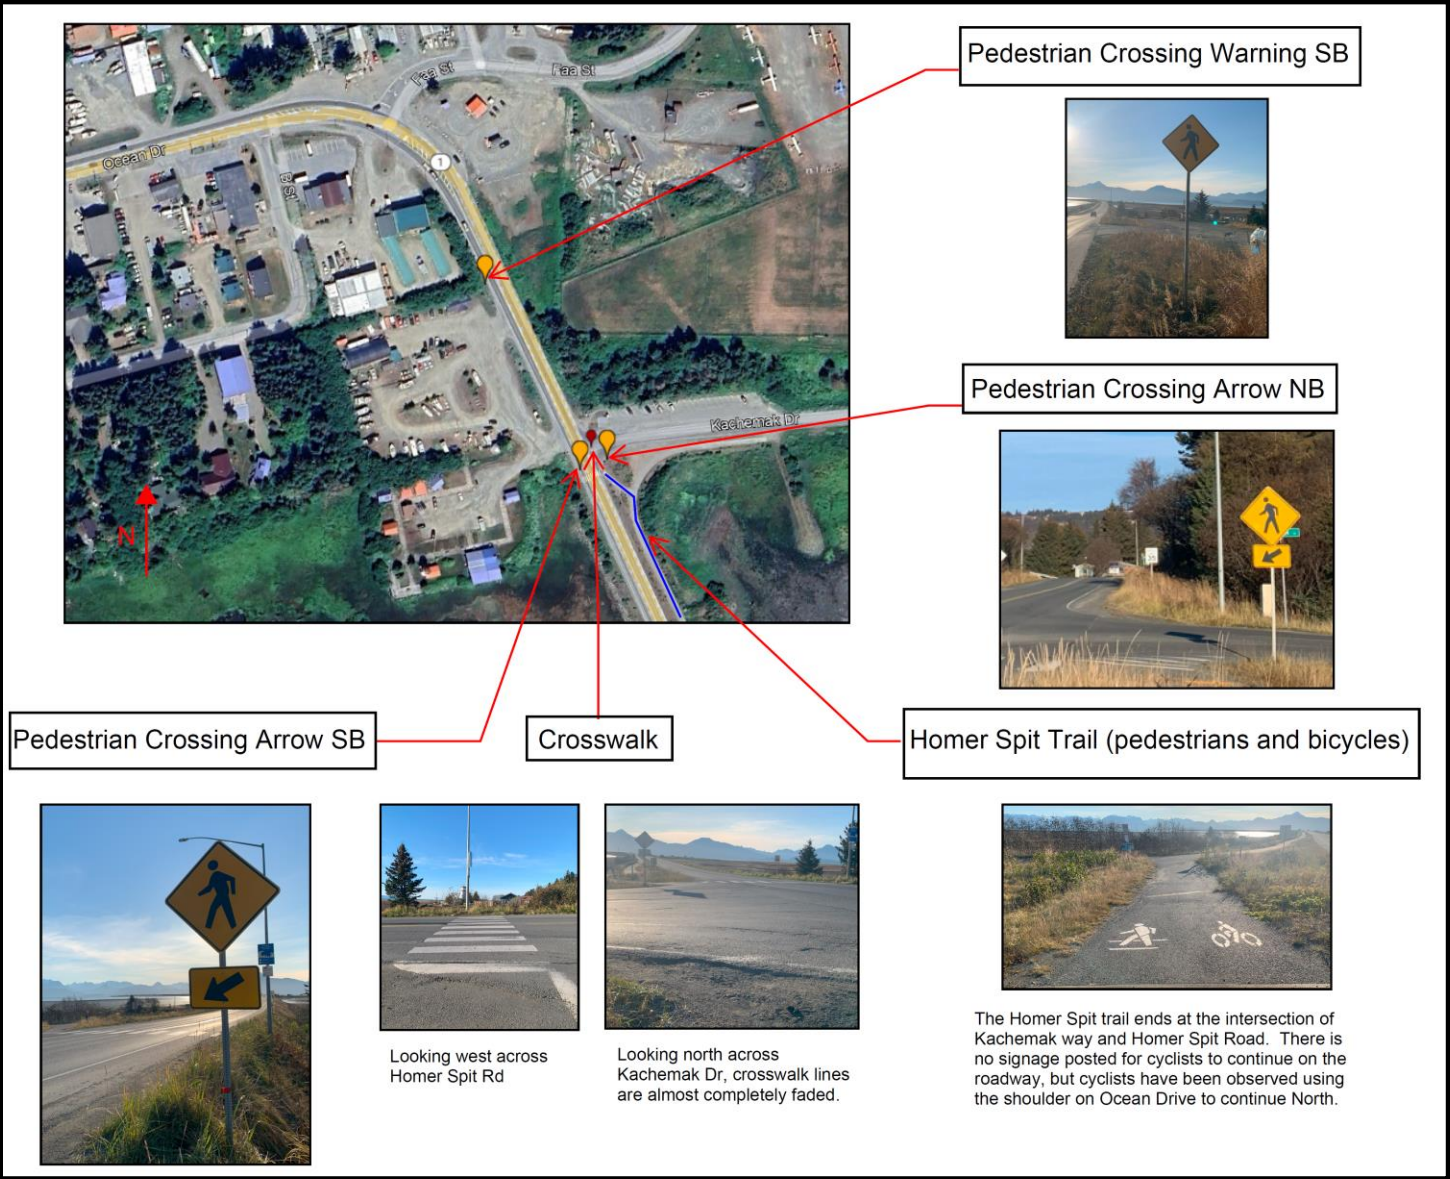 Pedestrian Crossing Warning SB
Faa St
Faa St
Ocean Dr
1
B St
Pedestrian Crossing Arrow NB
Kachemak Dr
N
Pedestrian Crossing Arrow SB
Crosswalk
Homer Spit Trail (pedestrians and bicycles)
Looking west across
Homer Spit Rd
Looking north across
Kachemak Dr, crosswalk lines
are almost completely faded.
The Homer Spit trail ends at the intersection of
Kachemak way and Homer Spit Road. There is
no signage posted for cyclists to continue on the
roadway, but cyclists have been observed using
the shoulder on Ocean Drive to continue North.